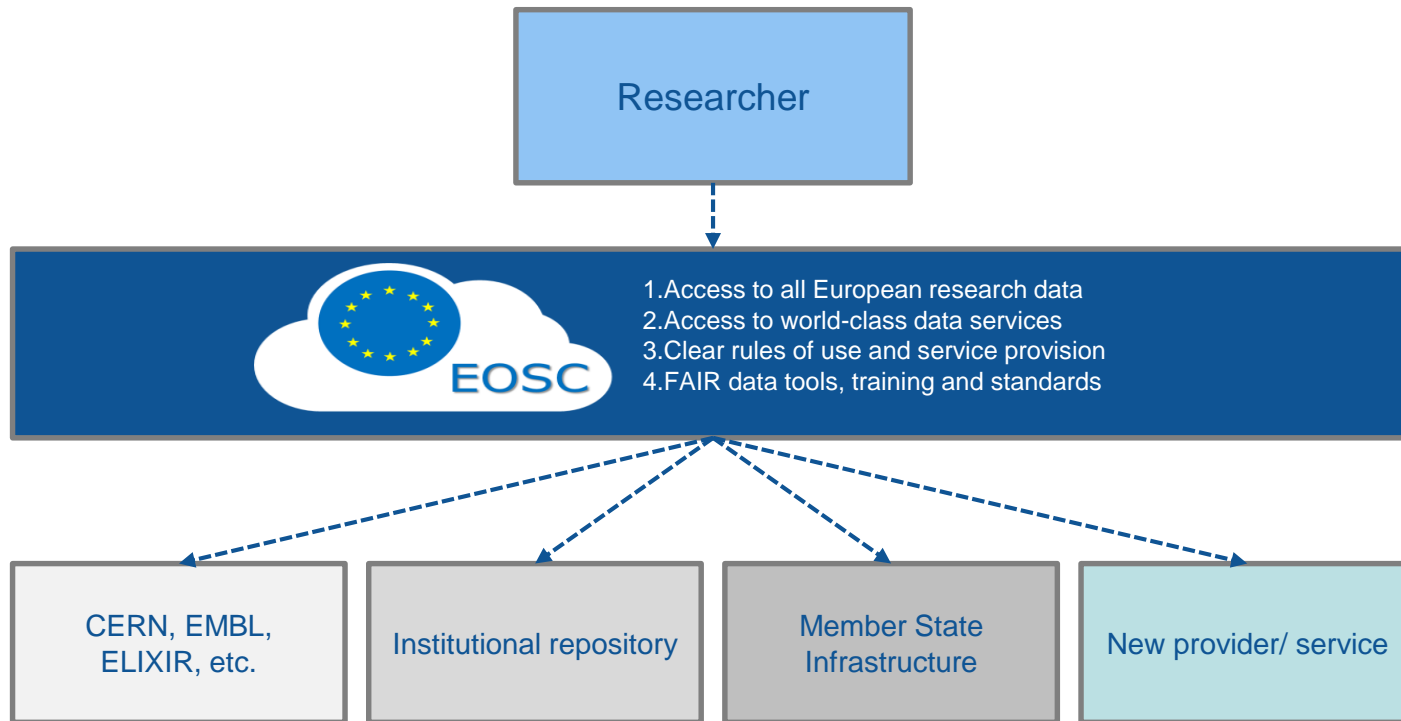 Researcher
EOSC
1.Access to all European research data
2.Access to world-class data services
3.Clear rules of use and service provision
4.FAIR data tools, training and standards
CERN, EMBL,
ELIXIR, etc.
Institutional repository
Member State
Infrastructure
New provider/ service